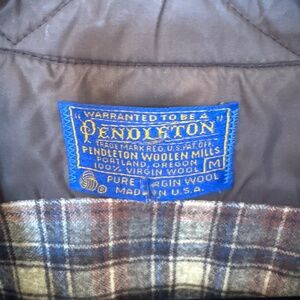 "WARRANTED TO BE A"
PENDLETON
TRADE MARK REG. U.S. PAT. OFF.
PENDLETON WOOLEN MILLS
PORTLAND, OREGON
100% VIRGIN WOOL M
PURE VIRGIN WOOL
MADE IN U.S.A.